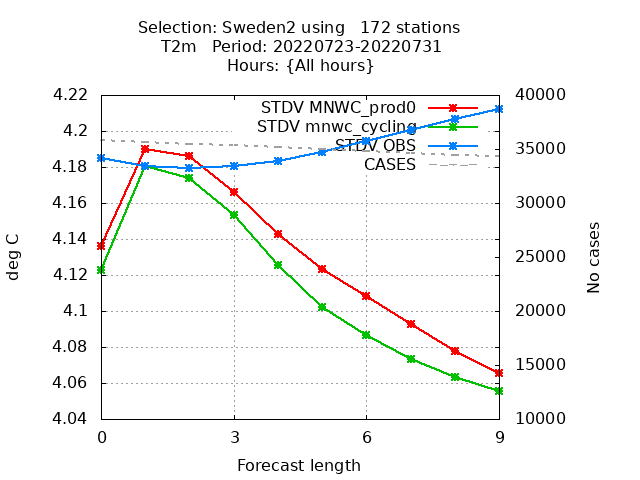 Selection: Sweden2 using   172 stations
T2m   Period: 20220723-20220731
Hours: {All hours}
STDV MNWC_prod0
STDV mnwc_cycling
STDV OBS
CASES
4.22
4.2
4.18
4.16
4.14
4.12
4.1
4.08
4.06
4.04
40000
35000
30000
25000
20000
15000
10000
deg C
No cases
0 3 6 9
Forecast length